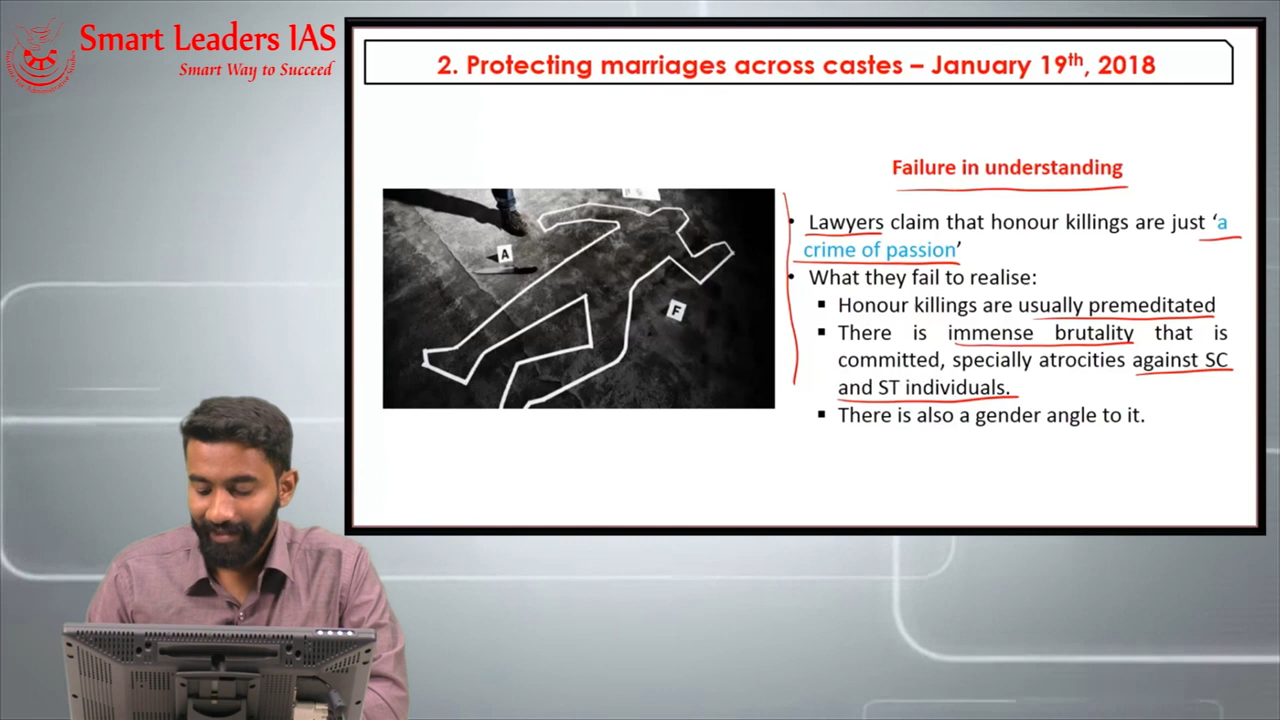 Smart Leaders IAS
Smart Way to Succeed
2. Protecting marriages across castes – January 19th, 2018
Failure in understanding
• Lawyers claim that honour killings are just ‘a
crime of passion’
• What they fail to realise:
▪ Honour killings are usually premeditated
▪ There is immense brutality that is
committed, specially atrocities against SC
and ST individuals.
▪ There is also a gender angle to it.
A
F